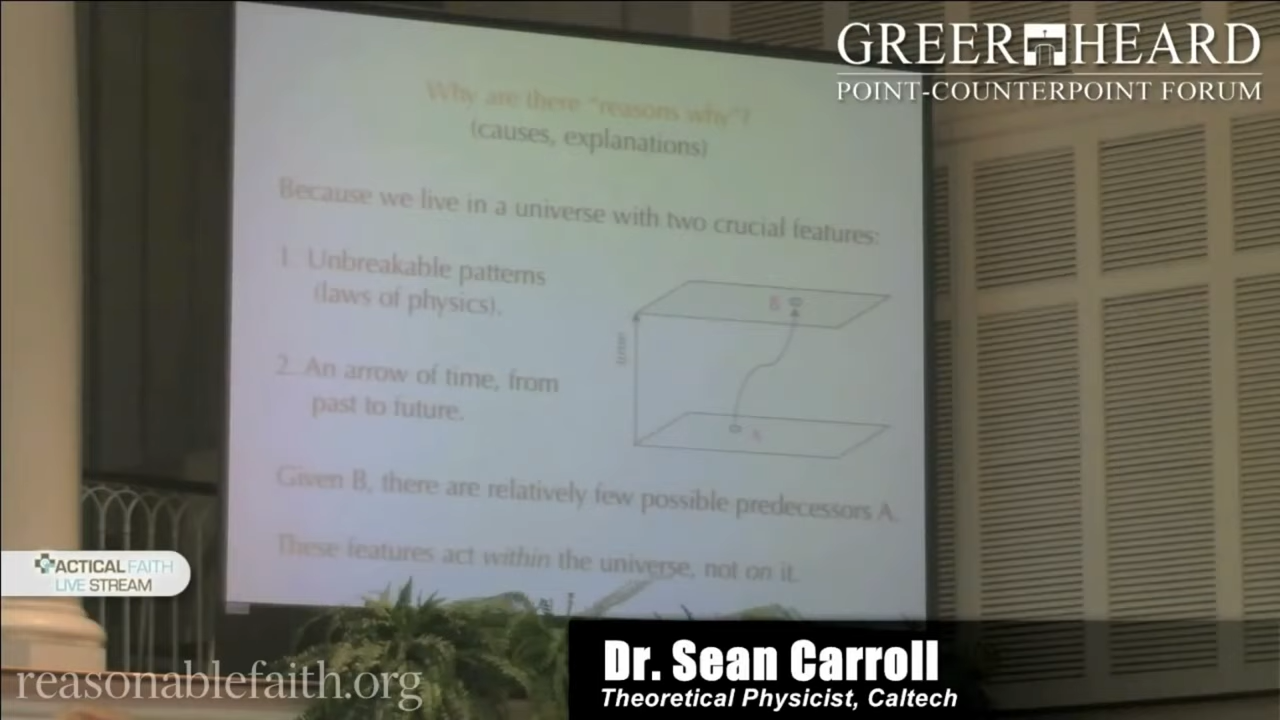 GREER HEARD
POINT-COUNTERPOINT FORUM
Why are there "reasons why"?
(causes, explanations)
Because we live in a universe with two crucial features:
1. Unbreakable patterns
(laws of physics).
2. An arrow of time, from
past to future.
time
B
A
Given B, there are relatively few possible predecessors A.
These features act within the universe, not on it.
TACTICAL FAITH
LIVE STREAM
Dr. Sean Carroll
Theoretical Physicist, Caltech
reasonablefaith.org